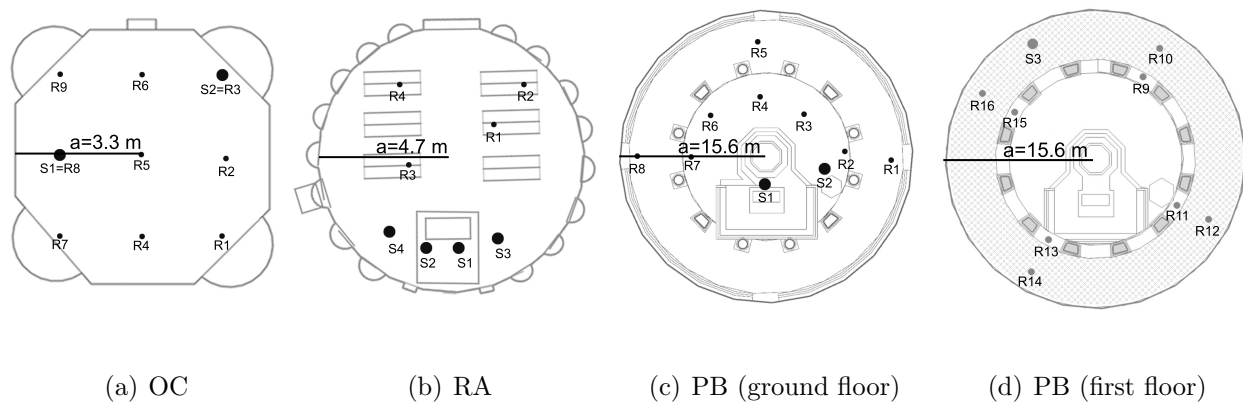 R9
R6
S2=R3
a=3.3 m
S1=R8
R5
R2
R7
R4
R1
(a) OC
R4
R2
R1
a=4.7 m
R3
S4
S2
S1
S3
(b) RA
R5
R4
R6
R3
a=15.6 m
R8
R7
R2
R1
S2
S1
(c) PB (ground floor)
S3
R10
R9
R16
R15
a=15.6 m
R11
R12
R13
R14
(d) PB (first floor)